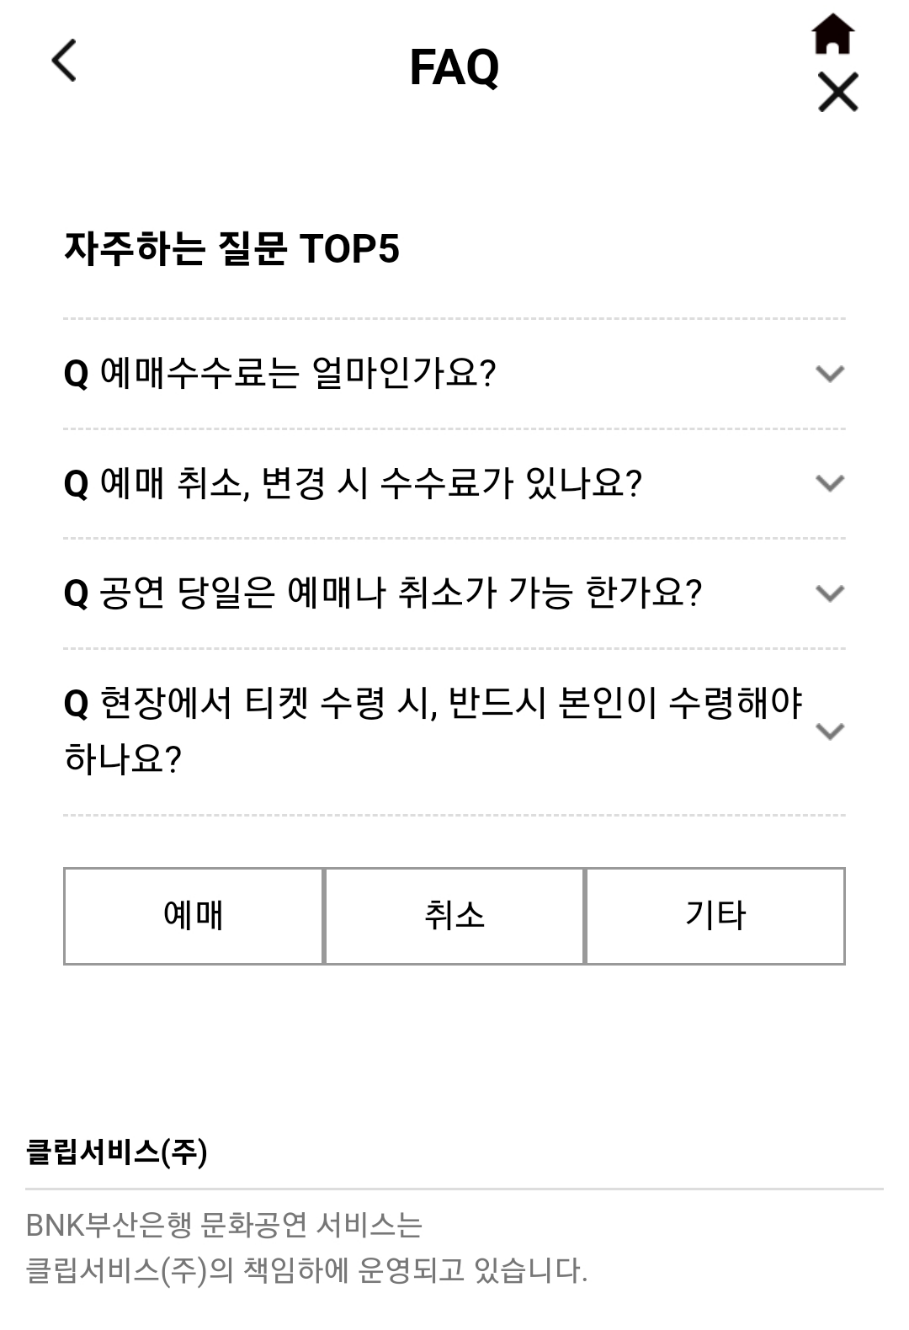 FAQ
자주하는 질문 TOP5
Q 예매수수료는 얼마인가요?
Q 예매 취소, 변경 시 수수료가 있나요?
Q 공연 당일은 예매나 취소가 가능 한가요?
Q 현장에서 티켓 수령 시, 반드시 본인이 수령해야
하나요?
예매
취소
기타
클립서비스(주)
BNK부산은행 문화공연 서비스는
클립서비스(주)의 책임하에 운영되고 있습니다.